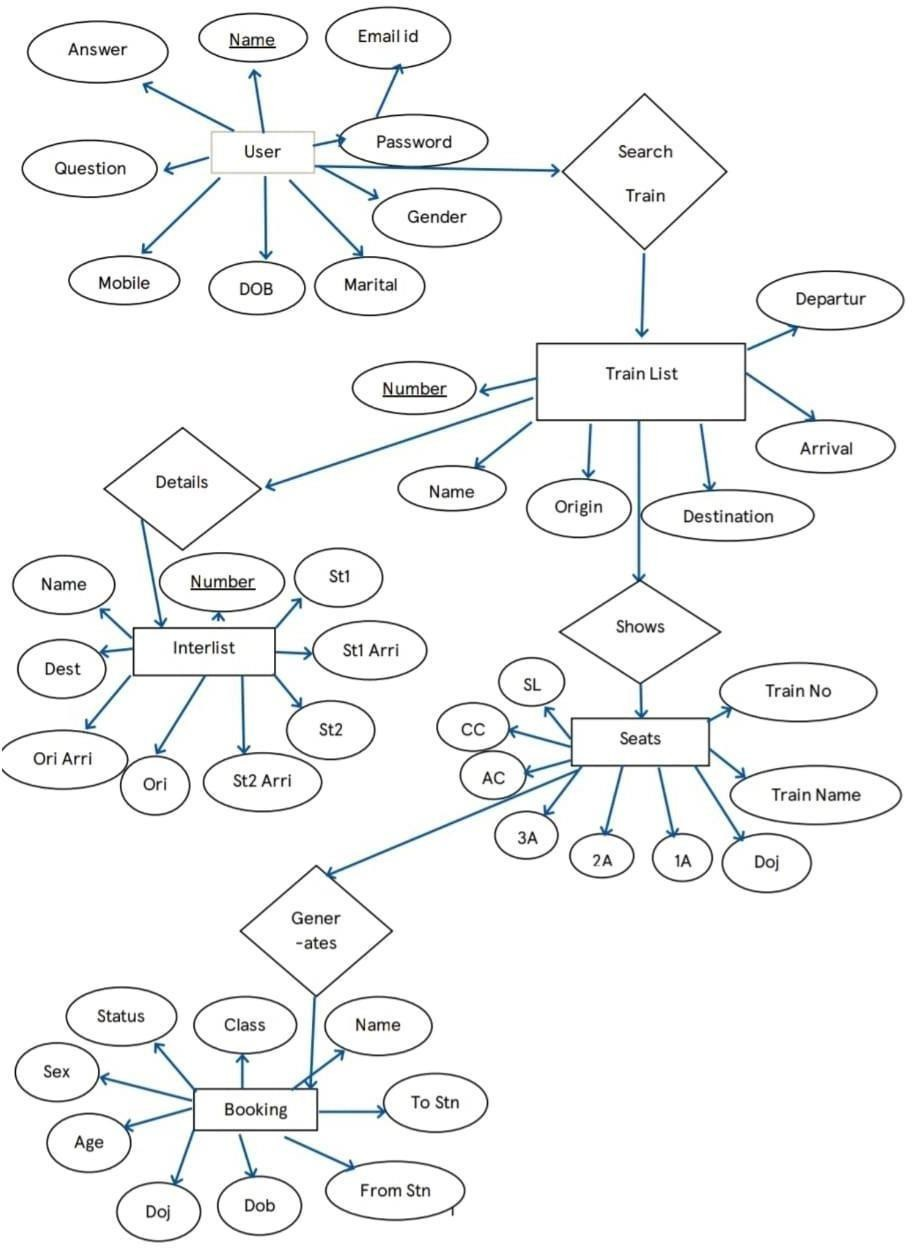 Answer
Name
Email id
User
Password
Question
Search
Train
Gender
Mobile
DOB
Marital
Departur
Train List
Number
Arrival
Name
Origin
Destination
Details
Name
Number
St1
Interlist
St1 Arri
Dest
Shows
SL
Train No
Ori Arri
Ori
St2 Arri
St2
CC
Seats
AC
Train Name
3A
2A
1A
Doj
Gener
-ates
Status
Class
Name
Sex
Booking
To Stn
Age
Doj
Dob
From Stn